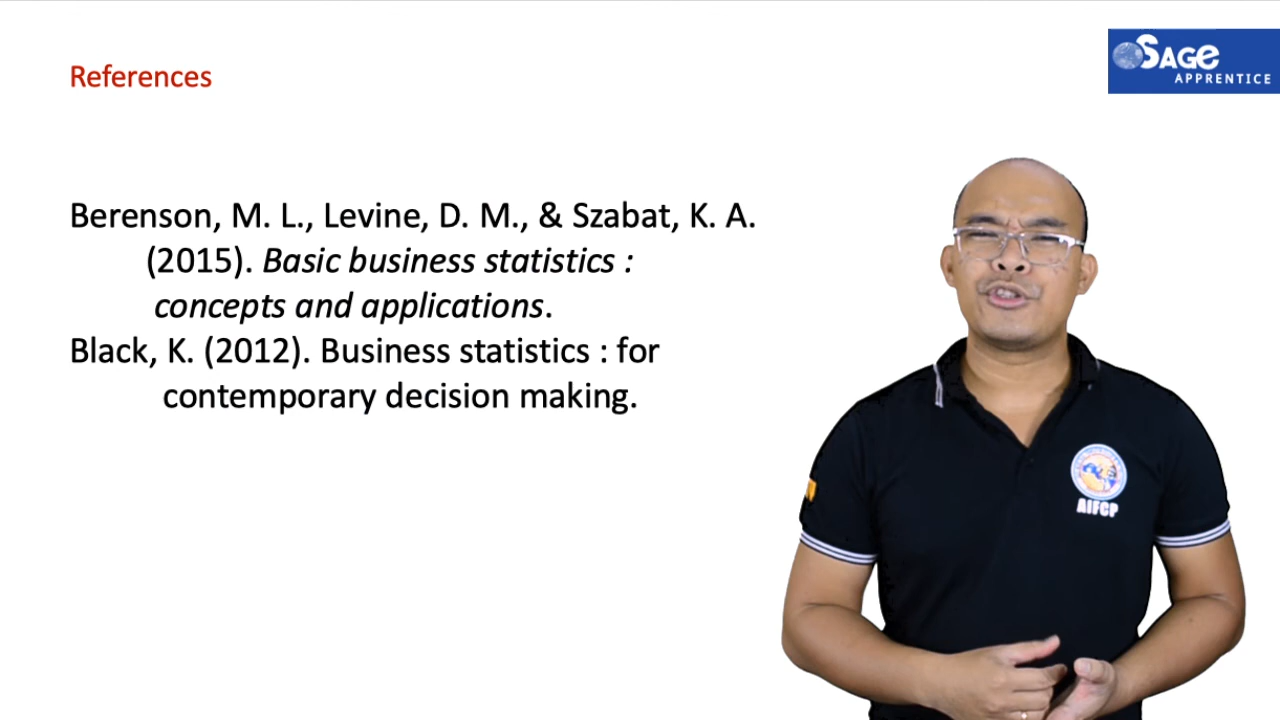 References
SAGE
APPRENTICE
Berenson, M. L., Levine, D. M., & Szabat, K. A.
(2015). Basic business statistics :
concepts and applications.
Black, K. (2012). Business statistics : for
contemporary decision making.
AIFCP